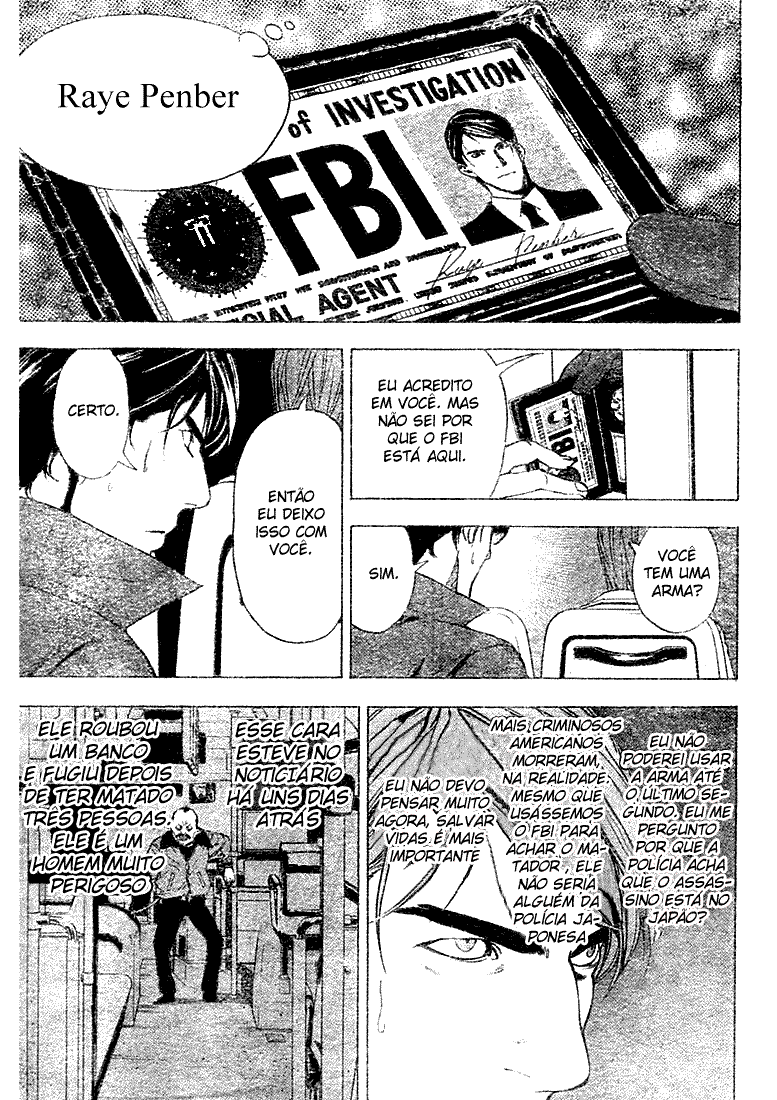 Raye Penber
of INVESTIGATION
FBI
Raye Penber
AGENT
EU ACREDITO
EM VOCÊ. MAS
NÃO SEI POR
QUE O FBI
ESTÁ AQUI.
FBI
ENTÃO
EU DEIXO
ISSO COM
VOCÊ.
CERTO.
VOCÊ
TEM UMA
ARMA?
SIM.
EU NÃO
PODEREI USAR
A ARMA ATÉ
O ULTIMO SE-
GUNDO. EU ME
PERGUNTO
POR QUE A
POLÍCIA ACHA
QUE O ASSAS-
SINO ESTA NO
JAPÃO?
MAIS CRIMINOSOS
AMERICANOS
MORRERAM,
NA REALIDADE.
MESMO QUE
USÁSSEMOS
O FBI PARA
ACHAR O MA-
TADOR , ELE
NÃO SERIA
ALGUÉM DA
POLÍCIA JA-
PONESA
EU NÃO DEVO
PENSAR MUITO
AGORA, SALVAR
VIDAS É MAIS
IMPORTANTE
ESSE CARA
ESTEVE NO
NOTICIÁRIO
HÁ UNS DIAS
ATRÁS
ELE ROUBOU
UM BANCO
E FUGIU DEPOIS
DE TER MATADO
TRÊS PESSOAS.
ELE É UM
HOMEM MUITO
PERIGOSO